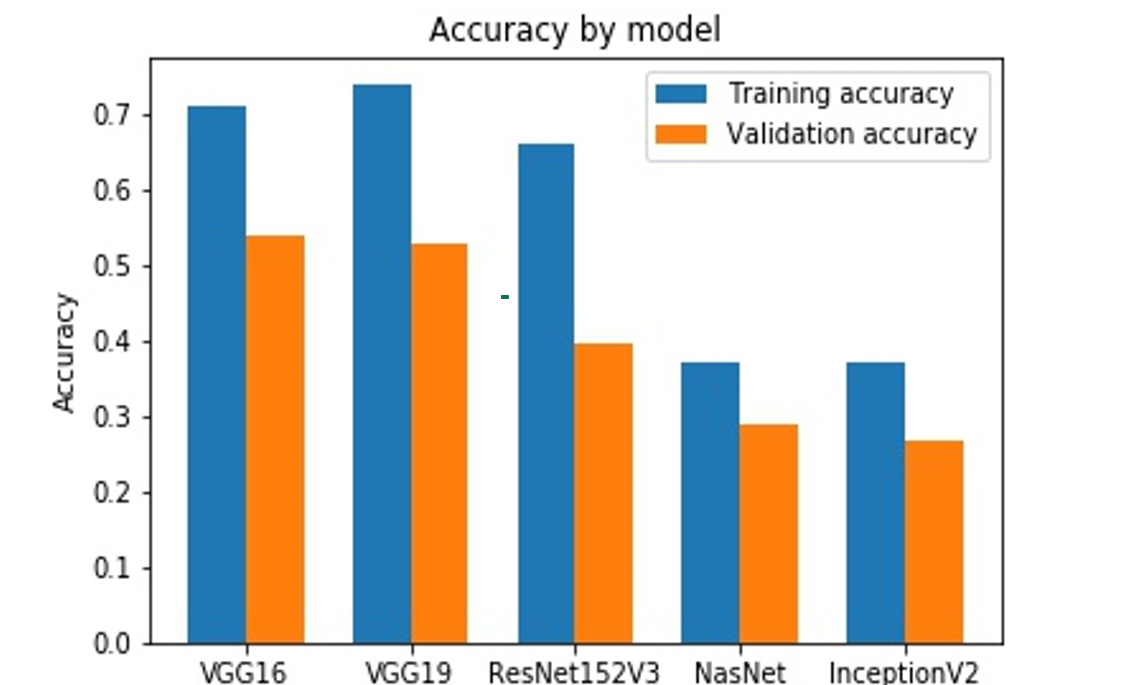 Accuracy by model
Training accuracy
Validation accuracy
Accuracy
0.7
0.6
0.5
0.4
0.3
0.2
0.1
0.0
VGG16 VGG19 ResNet152V3 NasNet InceptionV2